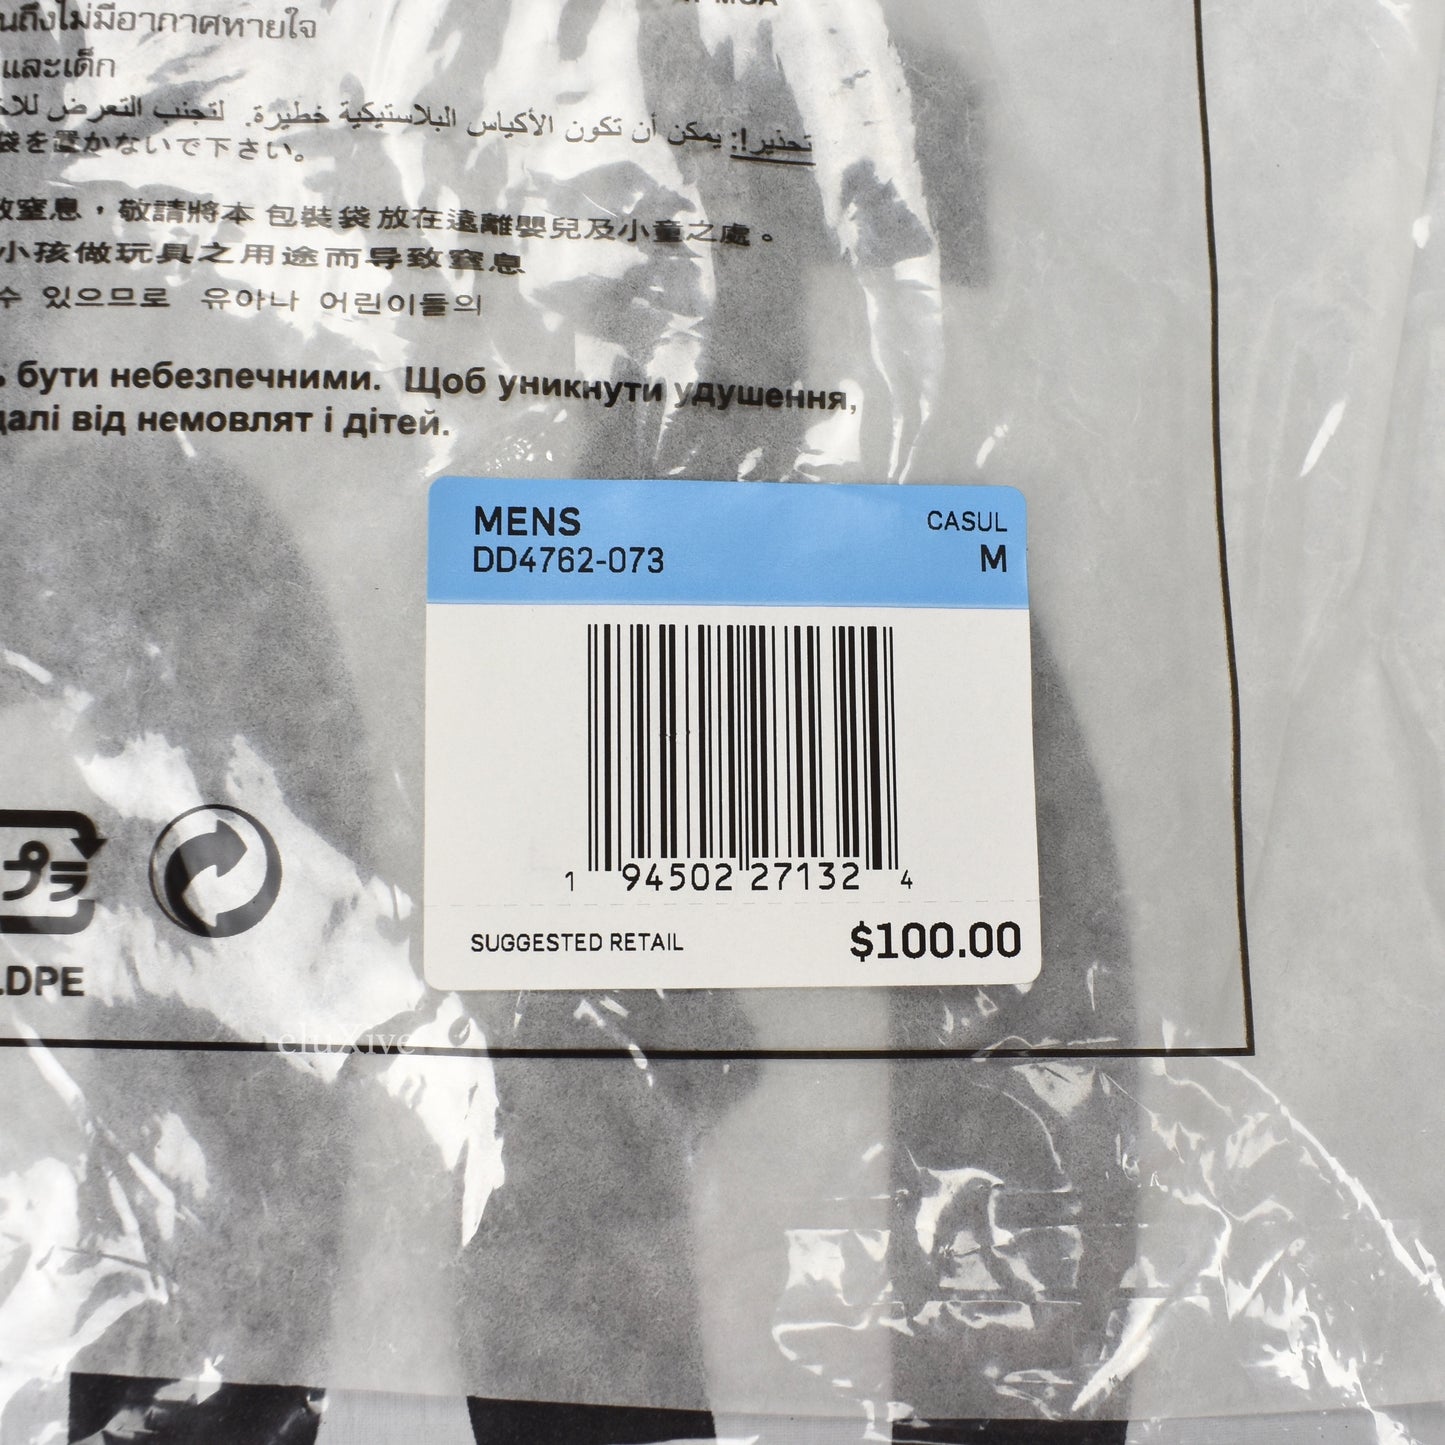 นถึงไม่มีอากาศหายใจ
และเด็ก
تحذير!: يمكن أن تكون الأكياس البلاستيكية خطيرة. لتجنب التعرض
袋を置かないで下さい。
窒息，敬請將本 包裝袋放在遠離嬰兒及小童之處。
小孩做玩具之用途而导致窒息
수 있으므로 유아나 어린이들의
бути небезпечними. Щоб уникнути удушення,
далі від немовлят і дітей.
MENS
CASUL
DD4762-073
M
1 94502 27132 4
SUGGESTED RETAIL
$100.00
プラ
LDPE
cluXive